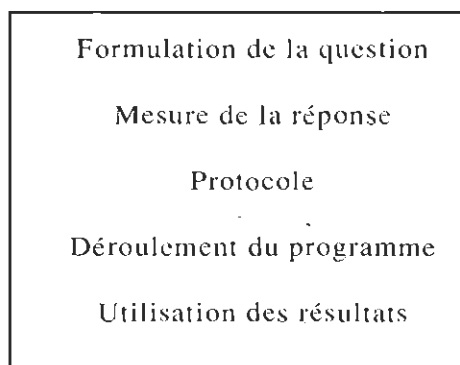 Formulation de la question
Mesure de la réponse
Protocole
Déroulement du programme
Utilisation des résultats